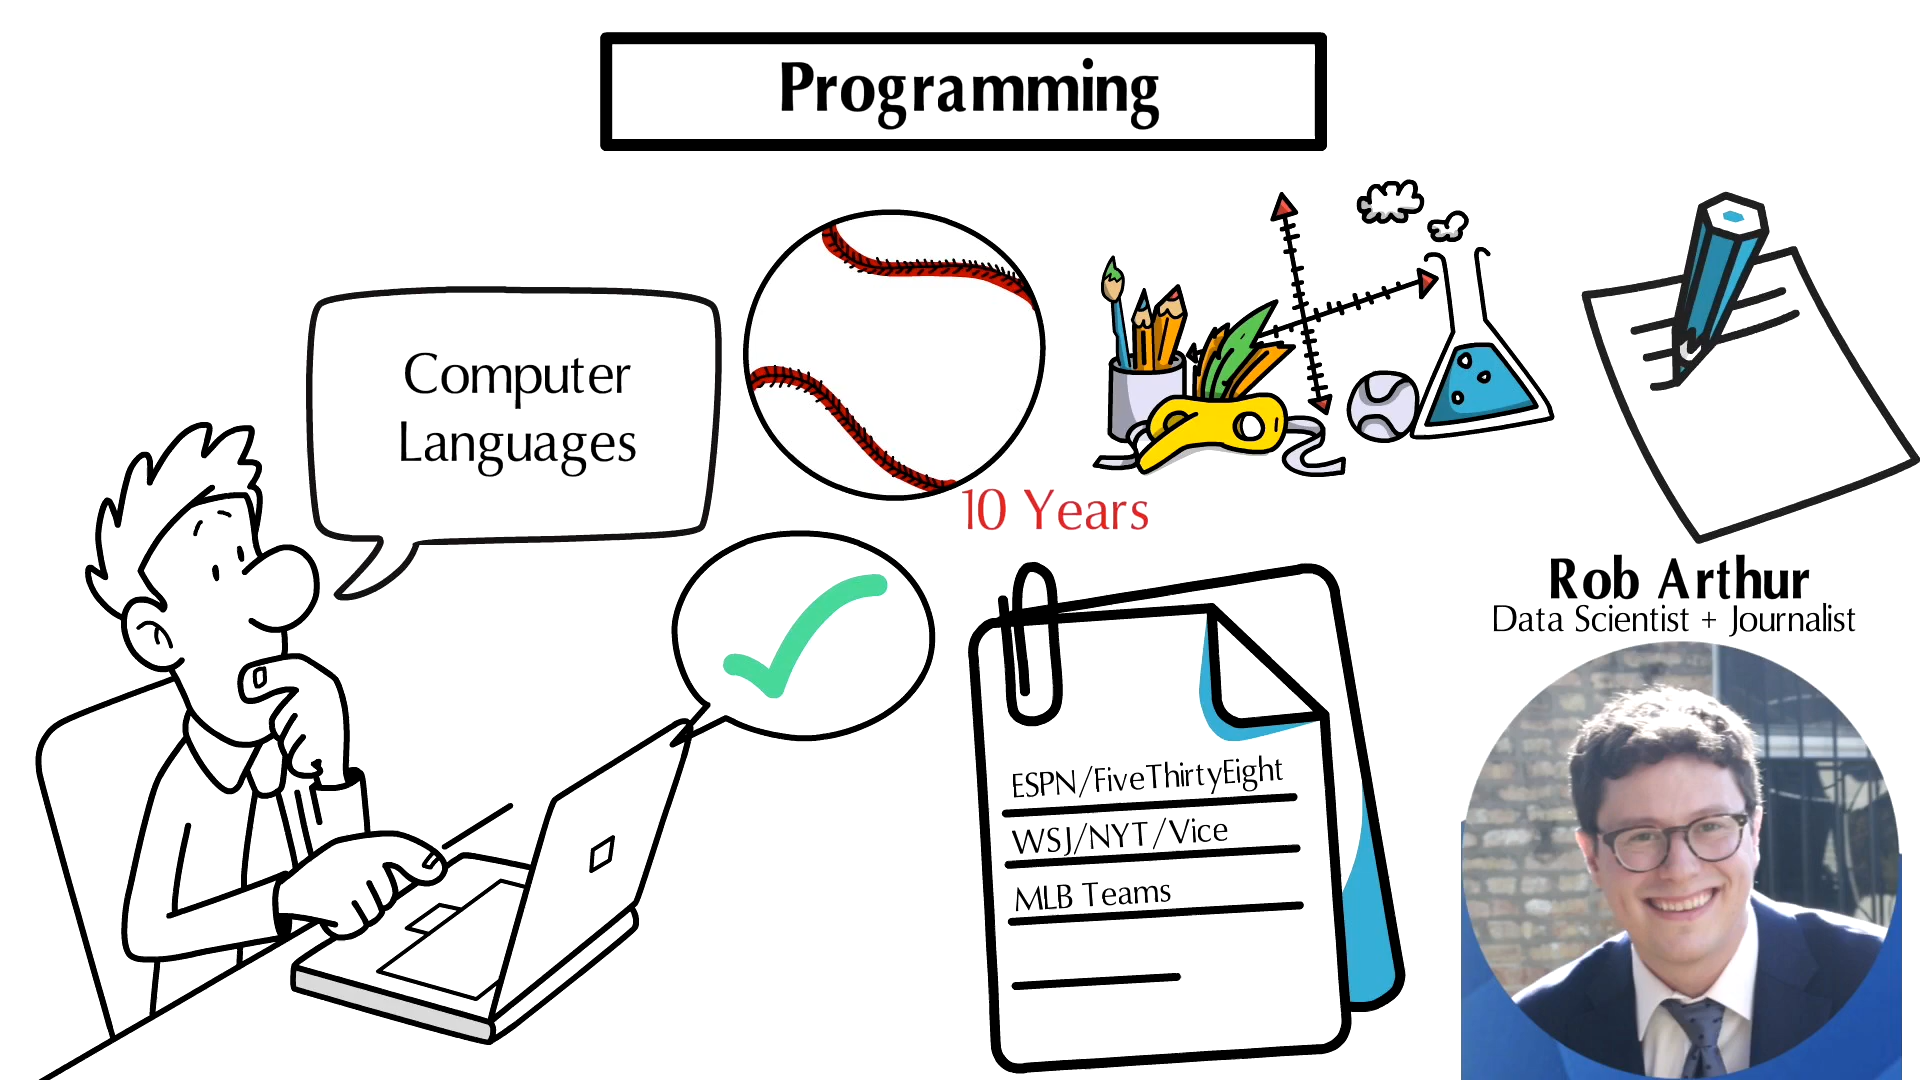 Programming
Computer
Languages
10 Years
ESPN/FiveThirtyEight
WSJ/NYT/Vice
MLB Teams
Rob Arthur
Data Scientist + Journalist